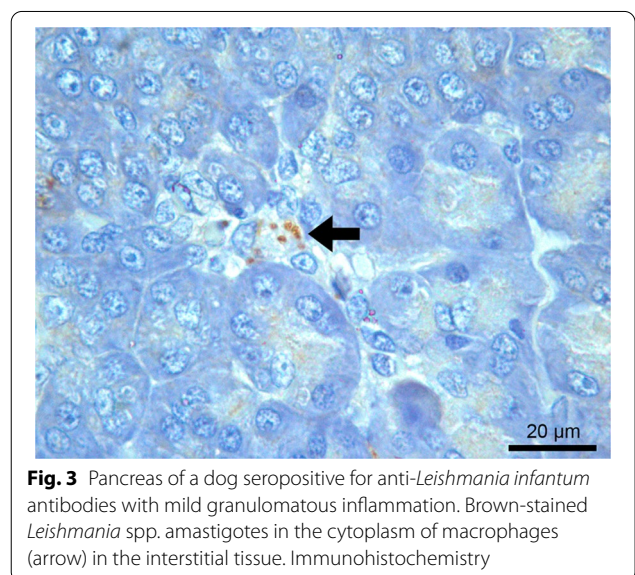 20 µm
Fig. 3 Pancreas of a dog seropositive for anti-Leishmania infantum
antibodies with mild granulomatous inflammation. Brown-stained
Leishmania spp. amastigotes in the cytoplasm of macrophages
(arrow) in the interstitial tissue. Immunohistochemistry